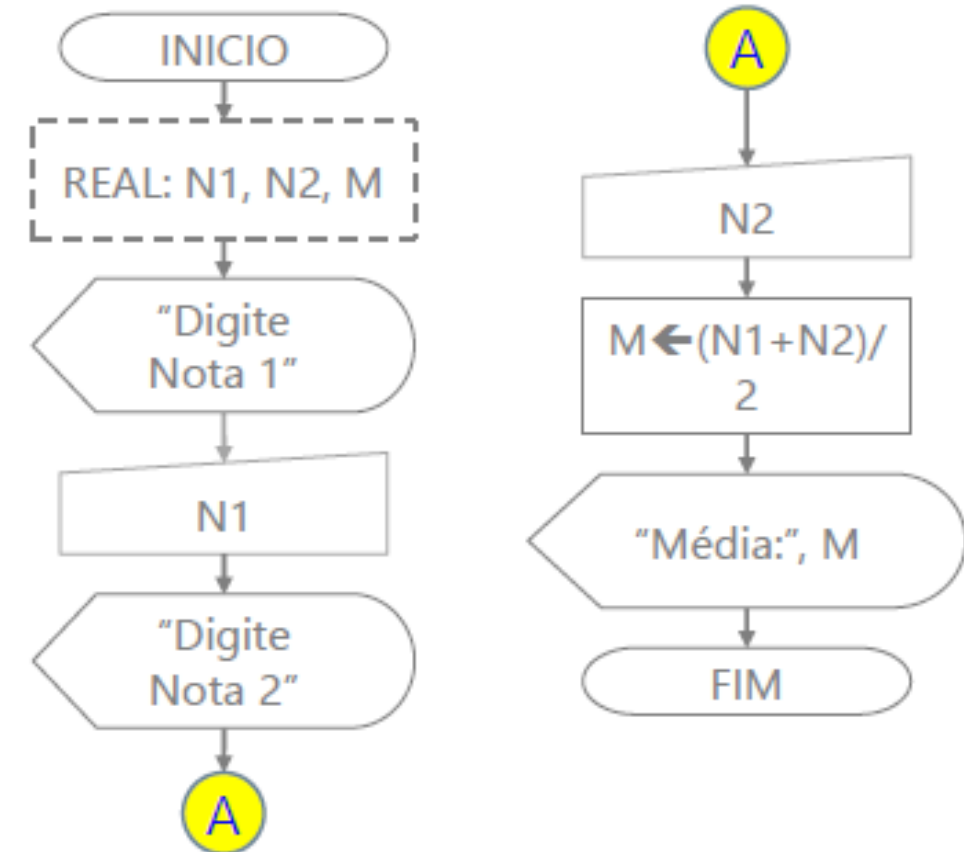 INICIO
REAL: N1, N2, M
“Digite
Nota 1”
N1
“Digite
Nota 2”
A
A
N2
M🡸(N1+N2)/
2
“Média:”, M
FIM